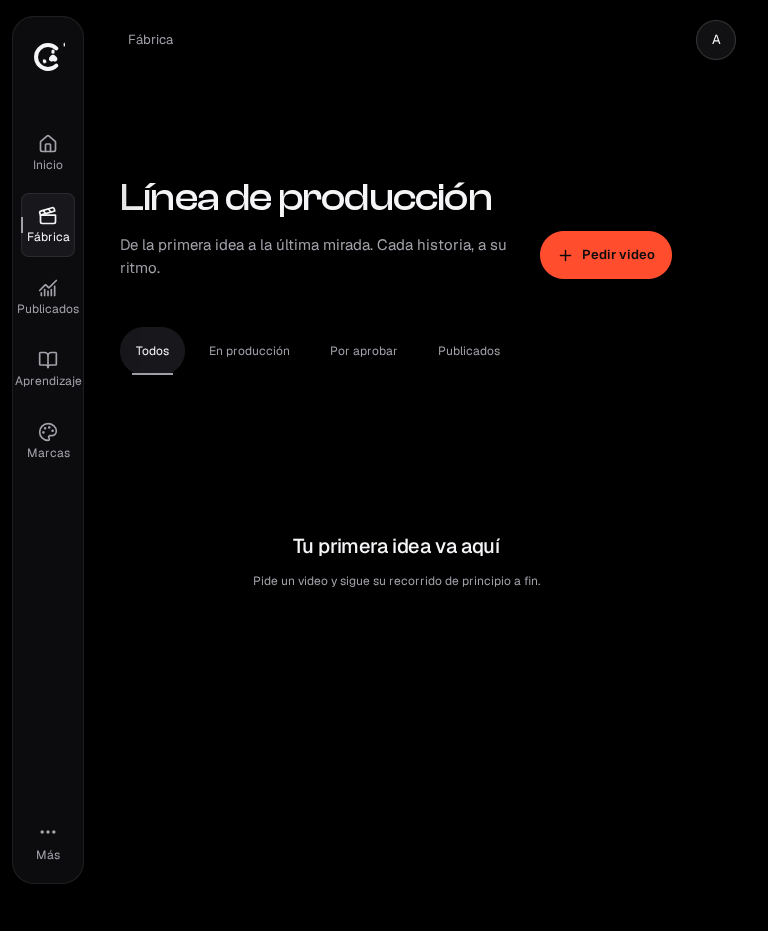 Fábrica
A
Inicio
Fábrica
Publicados
Aprendizaje
Marcas
Más
Línea de producción
De la primera idea a la última mirada. Cada historia, a su
ritmo.
Pedir video
Todos
En producción
Por aprobar
Publicados
Tu primera idea va aquí
Pide un video y sigue su recorrido de principio a fin.